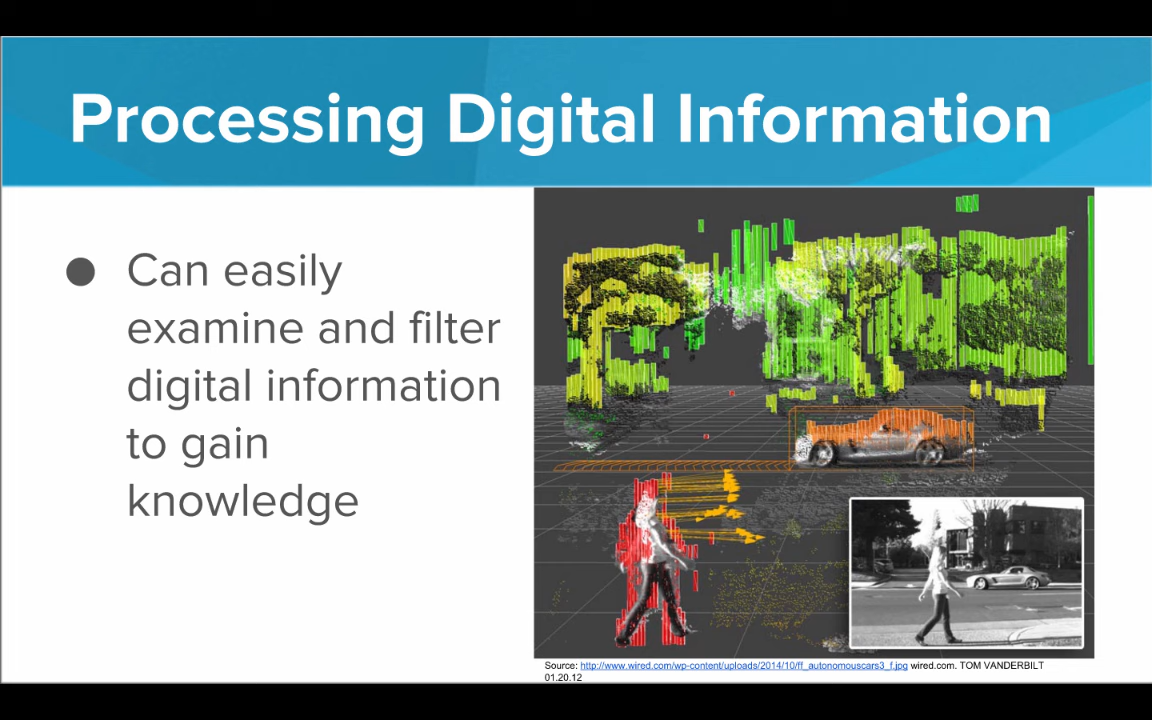 Processing Digital Information
● Can easily
examine and filter
digital information
to gain
knowledge
Source: http://www.wired.com/wp-content/uploads/2014/10/ff_autonomouscars3_f.jpg wired.com. TOM VANDERBILT
01.20.12